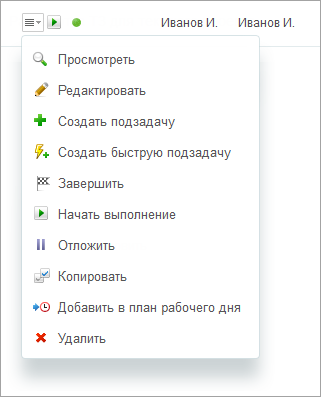 Иванов И. Иванов И.
Просмотреть
Редактировать
Создать подзадачу
Создать быструю подзадачу
Завершить
Начать выполнение
Отложить
Копировать
Добавить в план рабочего дня
Удалить